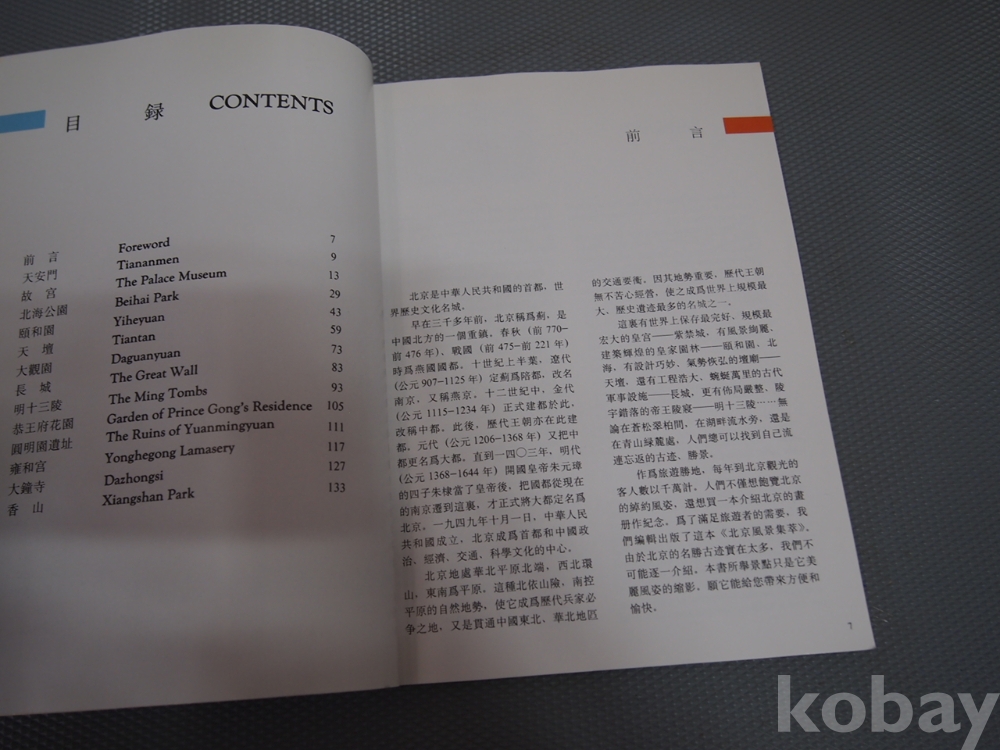 目 録 CONTENTS
前 言 Foreword 7
天安門 Tiananmen 9
故 宮 The Palace Museum 13
北海公園 Beihai Park 29
頤和園 Yiheyuan 43
天 壇 Tiantan 59
大觀園 Daguanyuan 73
長 城 The Great Wall 83
明十三陵 The Ming Tombs 93
恭王府花園 Garden of Prince Gong's Residence 105
圓明園遺址 The Ruins of Yuanmingyuan 111
雍和宮 Yonghegong Lamasery 117
大鐘寺 Dazhongsi 127
香 山 Xiangshan Park 133
前 言
北京是中華人民共和國的首都，世
界歷史文化名城。
早在三千多年前，北京稱爲薊，是
中國北方的一個重鎮。春秋（前770-
前476年）、戰國（前475-前221年）
時爲燕國國都，十世紀上半葉，遼代
（公元907-1125年）定薊爲陪都，改名
南京，又稱燕京，十二世紀中，金代
（公元1115-1234年）正式建都於此，
改稱中都。此後，歷代王朝亦在此建
都，元代（公元1206-1368年）又把中
都更名爲大都。直到一四〇三年，明代
（公元1368-1644年）開國皇帝朱元璋
的四子朱棣當了皇帝後，把國都從現在
的南京遷到這裏，才正式將大都定名爲
北京，一九四九年十月一日，中華人民
共和國成立，北京成爲首都和中國政
治、經濟、交通、科學文化的中心。
北京地處華北平原北端，西北環
山，東南爲平原。這種北依山險，南控
平原的自然地勢，使它成爲歷代兵家必
争之地，又是貫通中國東北、華北地區
的交通要衝。因其地勢重要，歷代王朝
無不苦心經營，使之成爲世界上規模最
大、歷史遺迹最多的名城之一。
這裏有世界上保存最完好、規模最
宏大的皇宮——紫禁城，有風景絢麗、
建築輝煌的皇家園林——頤和園、北
海，有設計巧妙、氣勢恢弘的壇廟——
天壇，還有工程浩大、蜿蜒萬里的古代
軍事設施——長城，更有佈局嚴整、陵
宇錯落的帝王陵寢——明十三陵……無
論在蒼松翠柏間，在湖畔流水旁，還是
在青山緑麓處，人們總可以找到自己流
連忘返的古迹、勝景。
作爲旅遊勝地，每年到北京觀光的
客人數以千萬計。人們不僅想飽覽北京
的綽約風姿，還想買一本介紹北京的畫
册作紀念。爲了滿足旅遊者的需要，我
們編輯出版了這本《北京風景集萃》。
由於北京的名勝古迹實在太多，我們不
可能逐一介紹。本書所舉景點只是它美
麗風姿的縮影，願它能給您帶來方便和
愉快。
7
kobay